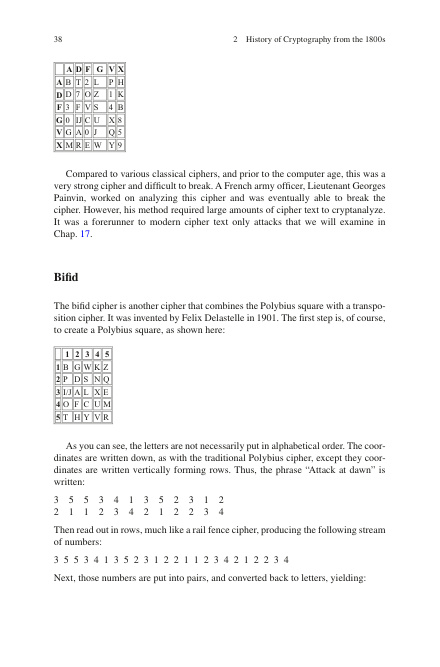 38 2 History of Cryptography from the 1800s
A D F G V X
A B T 2 L P H
D D 7 O Z 1 K
F 3 F V S 4 B
G 0 IJ C U X 8
V G A 0 J Q 5
X M R E W Y 9
Compared to various classical ciphers, and prior to the computer age, this was a
very strong cipher and difficult to break. A French army officer, Lieutenant Georges
Painvin, worked on analyzing this cipher and was eventually able to break the
cipher. However, his method required large amounts of cipher text to cryptanalyze.
It was a forerunner to modern cipher text only attacks that we will examine in
Chap. 17.
Bifid
The bifid cipher is another cipher that combines the Polybius square with a transpo-
sition cipher. It was invented by Felix Delastelle in 1901. The first step is, of course,
to create a Polybius square, as shown here:
1 2 3 4 5
1 B G W K Z
2 P D S N Q
3 I/J A L X E
4 O F C U M
5 T H Y V R
As you can see, the letters are not necessarily put in alphabetical order. The coor-
dinates are written down, as with the traditional Polybius cipher, except they coor-
dinates are written vertically forming rows. Thus, the phrase “Attack at dawn” is
written:
3 5 5 3 4 1 3 5 2 3 1 2
2 1 1 2 3 4 2 1 2 2 3 4
Then read out in rows, much like a rail fence cipher, producing the following stream
of numbers:
3 5 5 3 4 1 3 5 2 3 1 2 2 1 1 2 3 4 2 1 2 2 3 4
Next, those numbers are put into pairs, and converted back to letters, yielding: